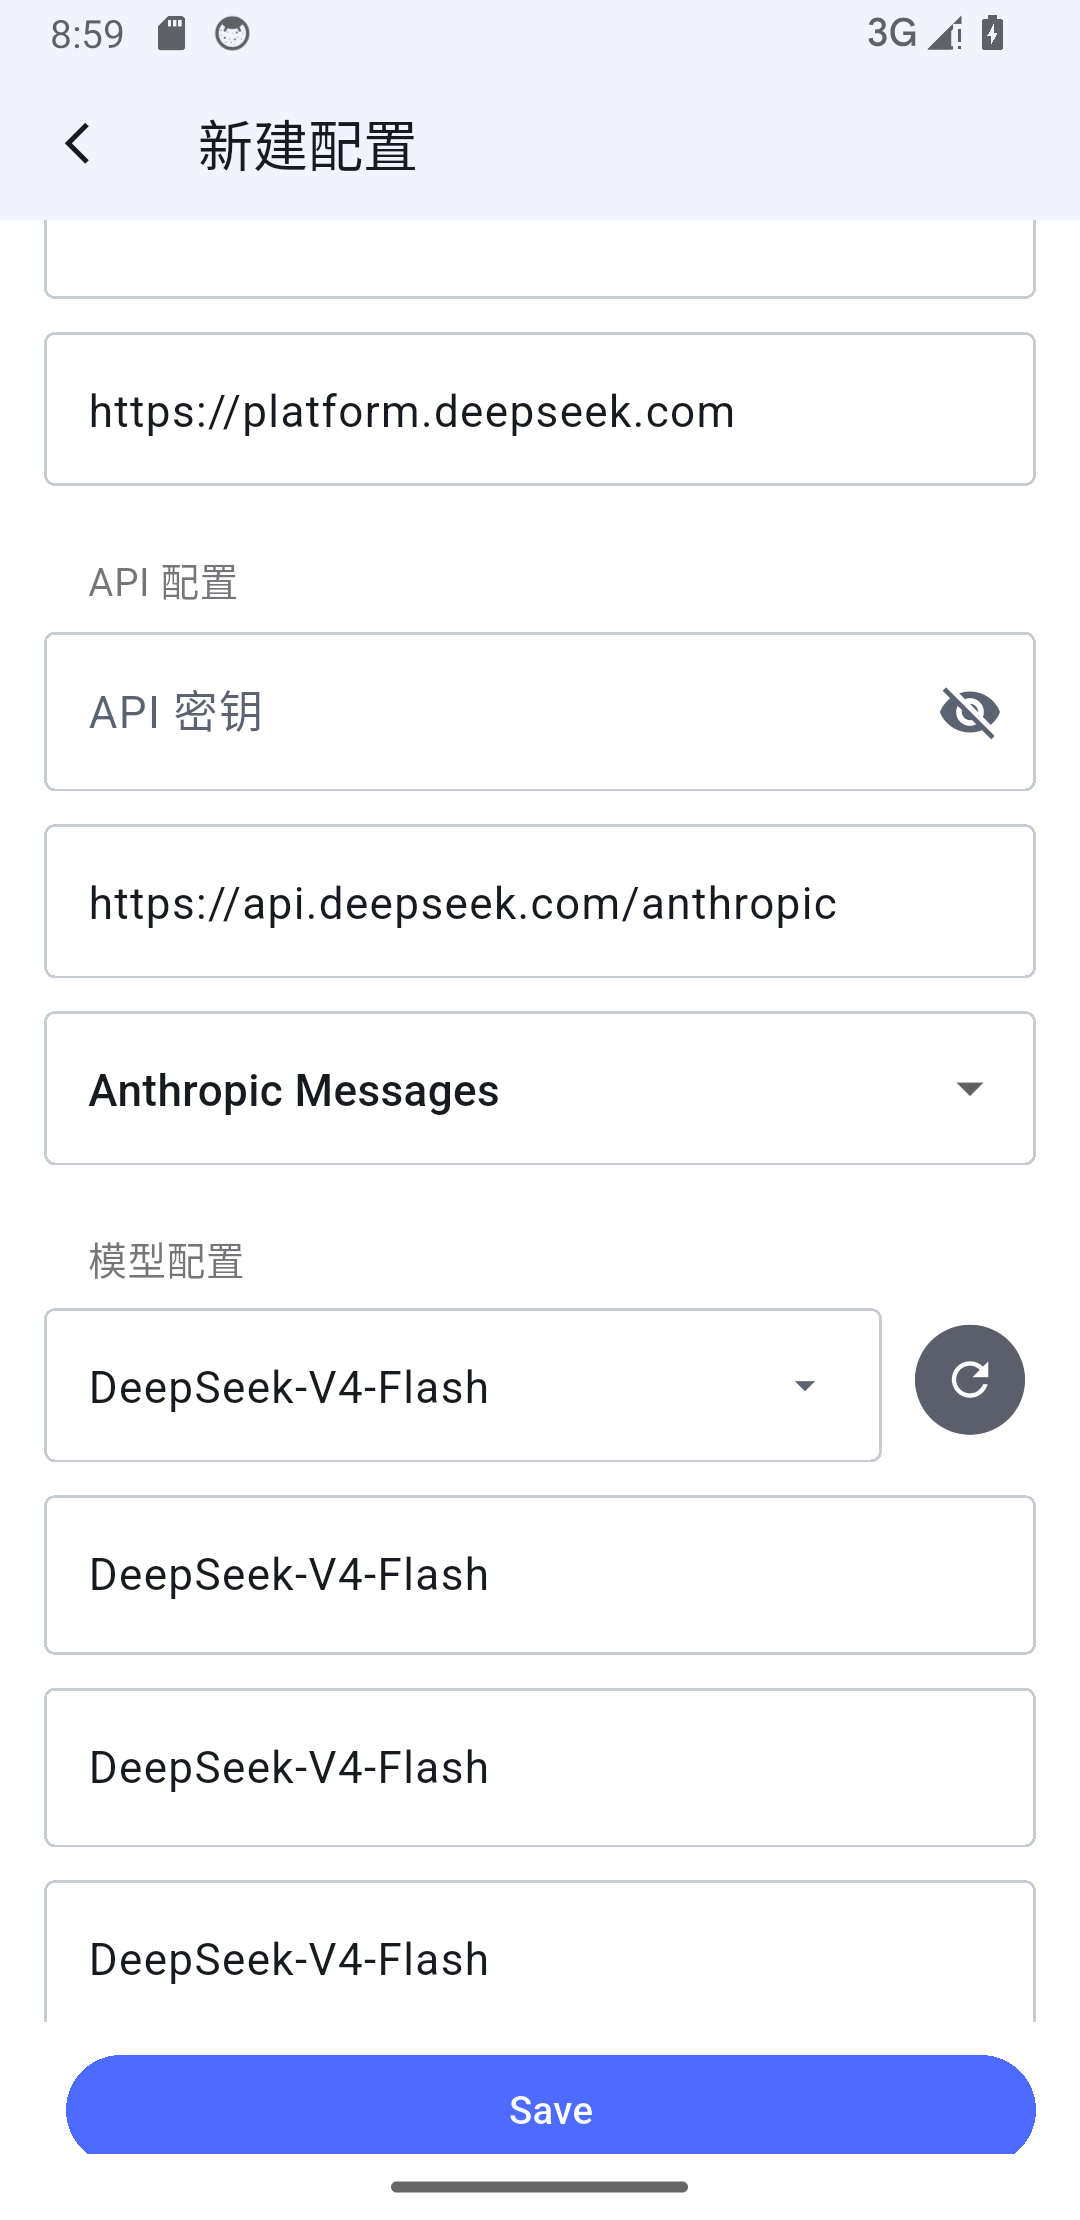 8:59
3G
新建配置
https://platform.deepseek.com
API 配置
API 密钥
https://api.deepseek.com/anthropic
Anthropic Messages
模型配置
DeepSeek-V4-Flash
DeepSeek-V4-Flash
DeepSeek-V4-Flash
DeepSeek-V4-Flash
Save